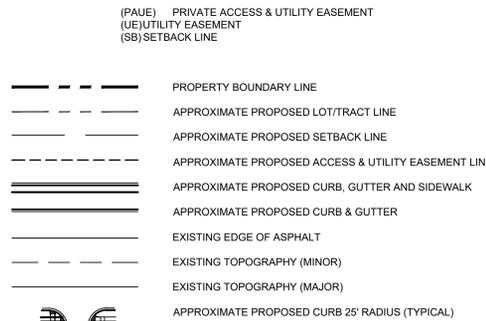 (PAUE) PRIVATE ACCESS & UTILITY EASEMENT
(UE)UTILITY EASEMENT
(SB)SETBACK LINE
PROPERTY BOUNDARY LINE
APPROXIMATE PROPOSED LOT/TRACT LINE
APPROXIMATE PROPOSED SETBACK LINE
APPROXIMATE PROPOSED ACCESS & UTILITY EASEMENT LIN
APPROXIMATE PROPOSED CURB, GUTTER AND SIDEWALK
APPROXIMATE PROPOSED CURB & GUTTER
EXISTING EDGE OF ASPHALT
EXISTING TOPOGRAPHY (MINOR)
EXISTING TOPOGRAPHY (MAJOR)
APPROXIMATE PROPOSED CURB 25' RADIUS (TYPICAL)